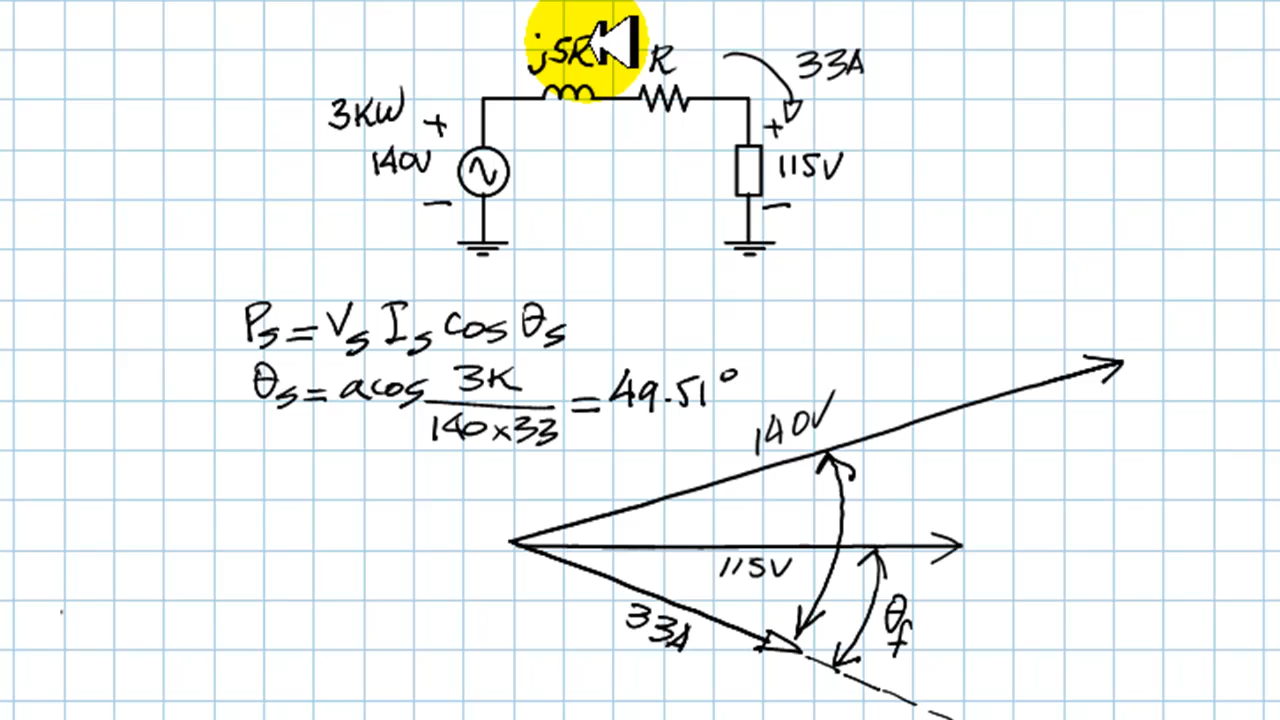 j5R R 33A
3KW + +
140V 115V
− −
Ps = Vs Is cos θs
θs = acos 3K / 140×33 = 49.51°
140V
115V
33A θf